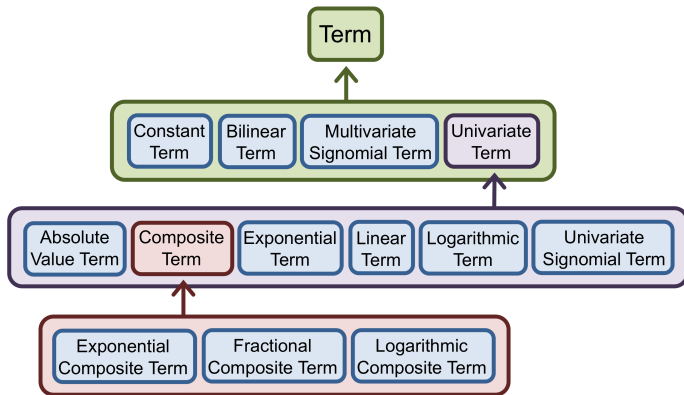 Term
Constant
Term
Bilinear
Term
Multivariate
Signomial Term
Univariate
Term
Absolute
Value Term
Composite
Term
Exponential
Term
Linear
Term
Logarithmic
Term
Univariate
Signomial Term
Exponential
Composite Term
Fractional
Composite Term
Logarithmic
Composite Term